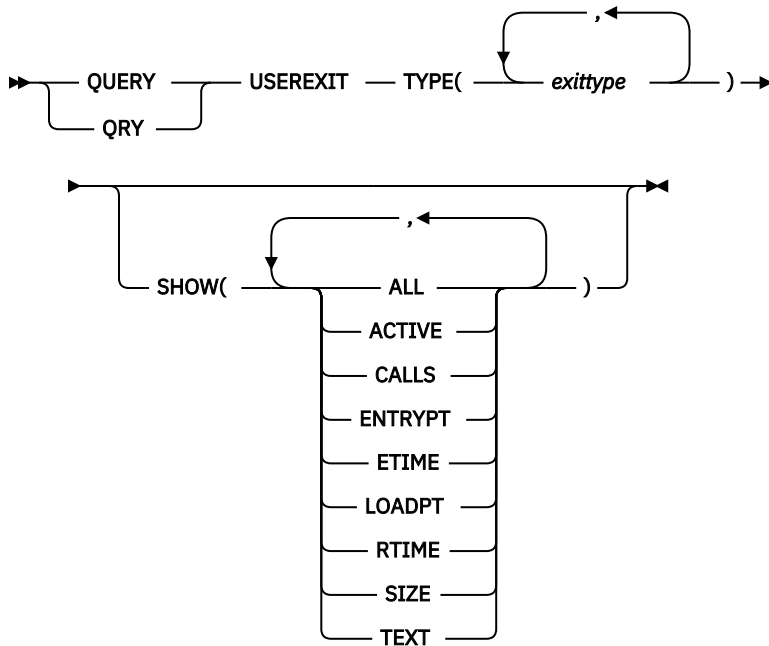 ,
QUERY USEREXIT TYPE( exittype )
QRY
,
SHOW( ALL )
ACTIVE
CALLS
ENTRYPT
ETIME
LOADPT
RTIME
SIZE
TEXT